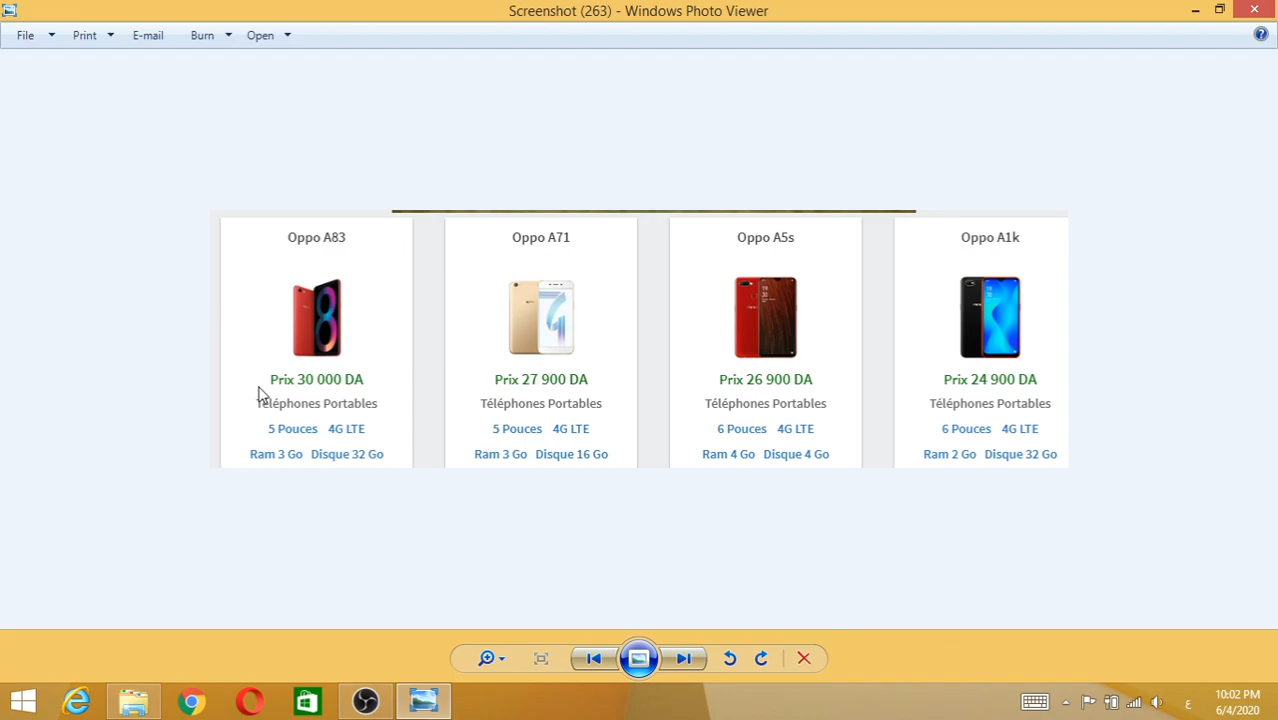 Screenshot (263) - Windows Photo Viewer
File Print E-mail Burn Open
Oppo A83
Prix 30 000 DA
Téléphones Portables
5 Pouces 4G LTE
Ram 3 Go Disque 32 Go
Oppo A71
Prix 27 900 DA
Téléphones Portables
5 Pouces 4G LTE
Ram 3 Go Disque 16 Go
Oppo A5s
Prix 26 900 DA
Téléphones Portables
6 Pouces 4G LTE
Ram 4 Go Disque 4 Go
Oppo A1k
Prix 24 900 DA
Téléphones Portables
6 Pouces 4G LTE
Ram 2 Go Disque 32 Go
ع
10:02 PM
6/4/2020